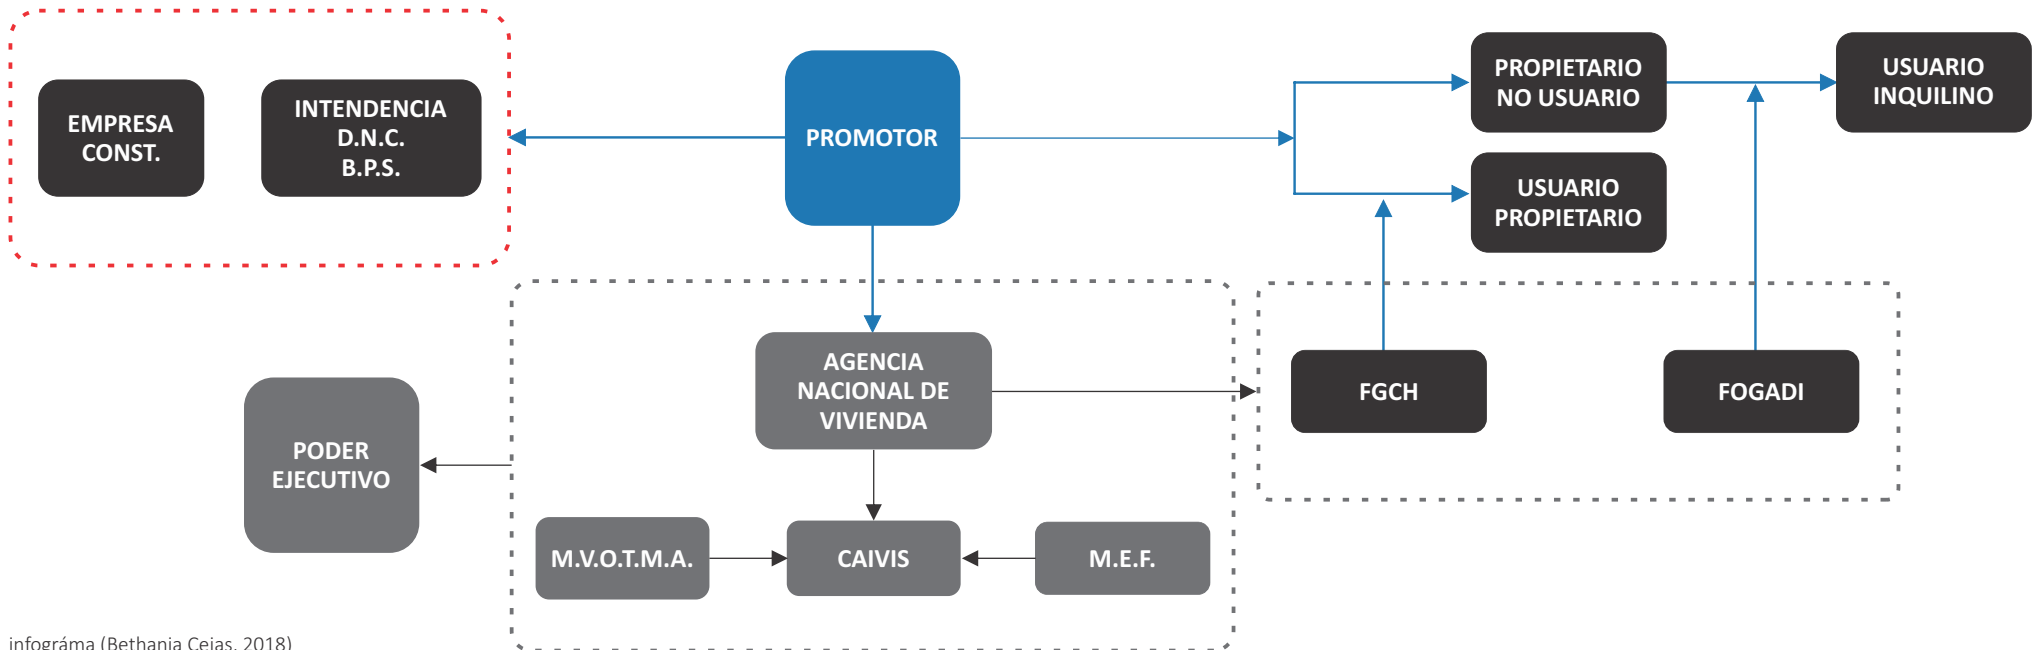 EMPRESA
CONST.
INTENDENCIA
D.N.C.
B.P.S.
PROMOTOR
PROPIETARIO
NO USUARIO
USUARIO
INQUILINO
USUARIO
PROPIETARIO
AGENCIA
NACIONAL DE
VIVIENDA
FGCH
FOGADI
PODER
EJECUTIVO
M.V.O.T.M.A.
CAIVIS
M.E.F.
infográma (Bethania Ceias, 2018)